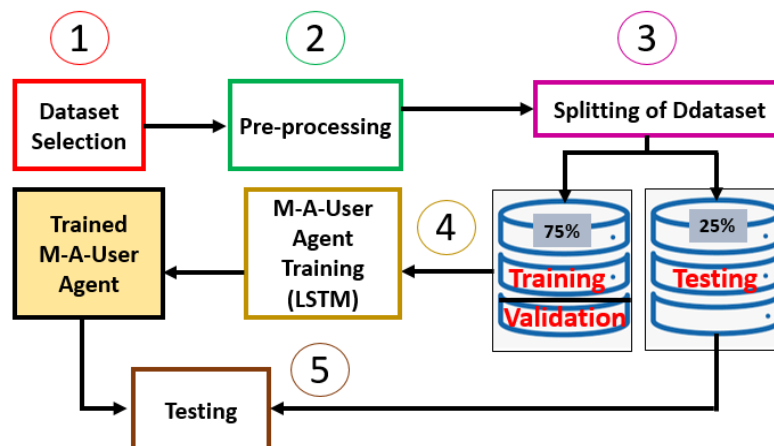 1
2
3
Dataset
Selection
Pre-processing
Splitting of Ddataset
Trained
M-A-User
Agent
M-A-User
Agent
Training
(LSTM)
4
75%
Training
Validation
25%
Testing
5
Testing